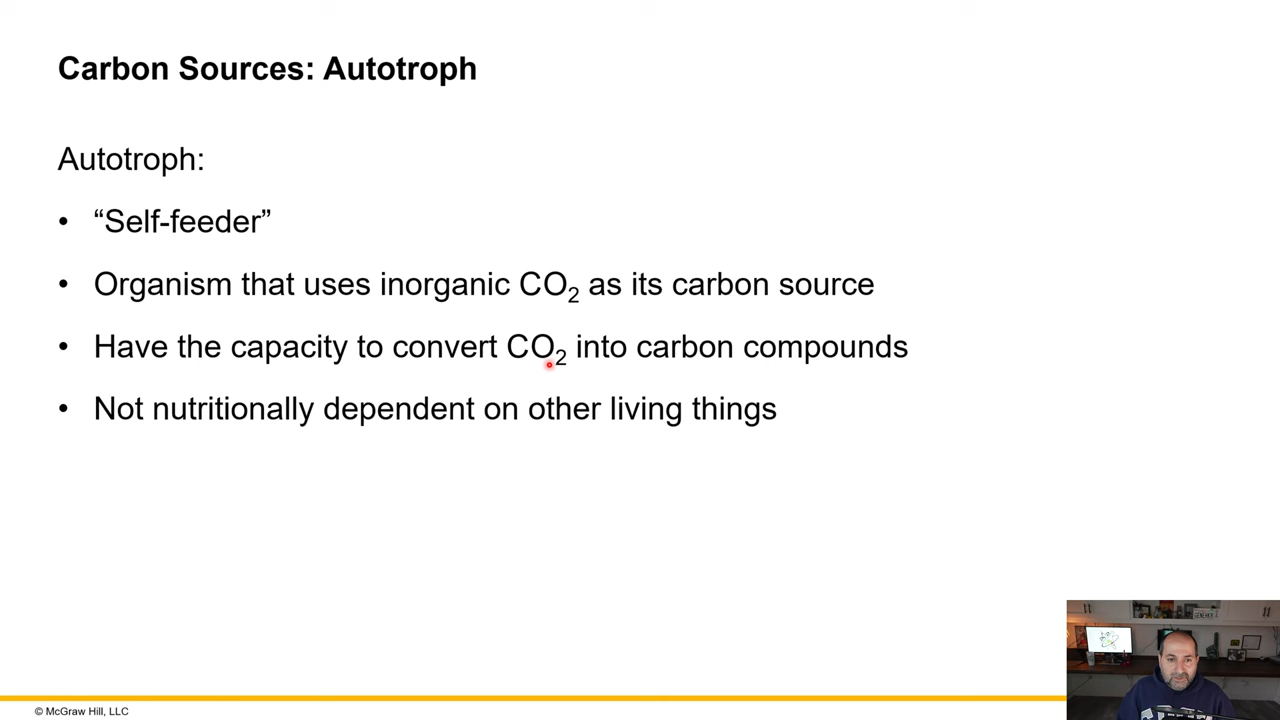 Carbon Sources: Autotroph
Autotroph:
• “Self-feeder”
• Organism that uses inorganic CO₂ as its carbon source
• Have the capacity to convert CO₂ into carbon compounds
• Not nutritionally dependent on other living things
© McGraw Hill, LLC